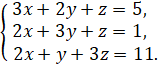 3x + 2y + z = 5,
2x + 3y + z = 1,
2x + y + 3z = 11.